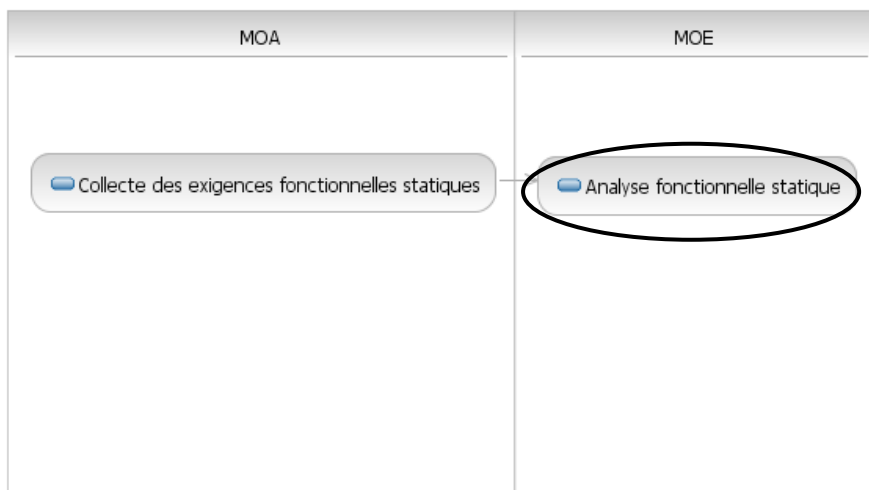 MOA
MOE
Collecte des exigences fonctionnelles statiques
Analyse fonctionnelle statique